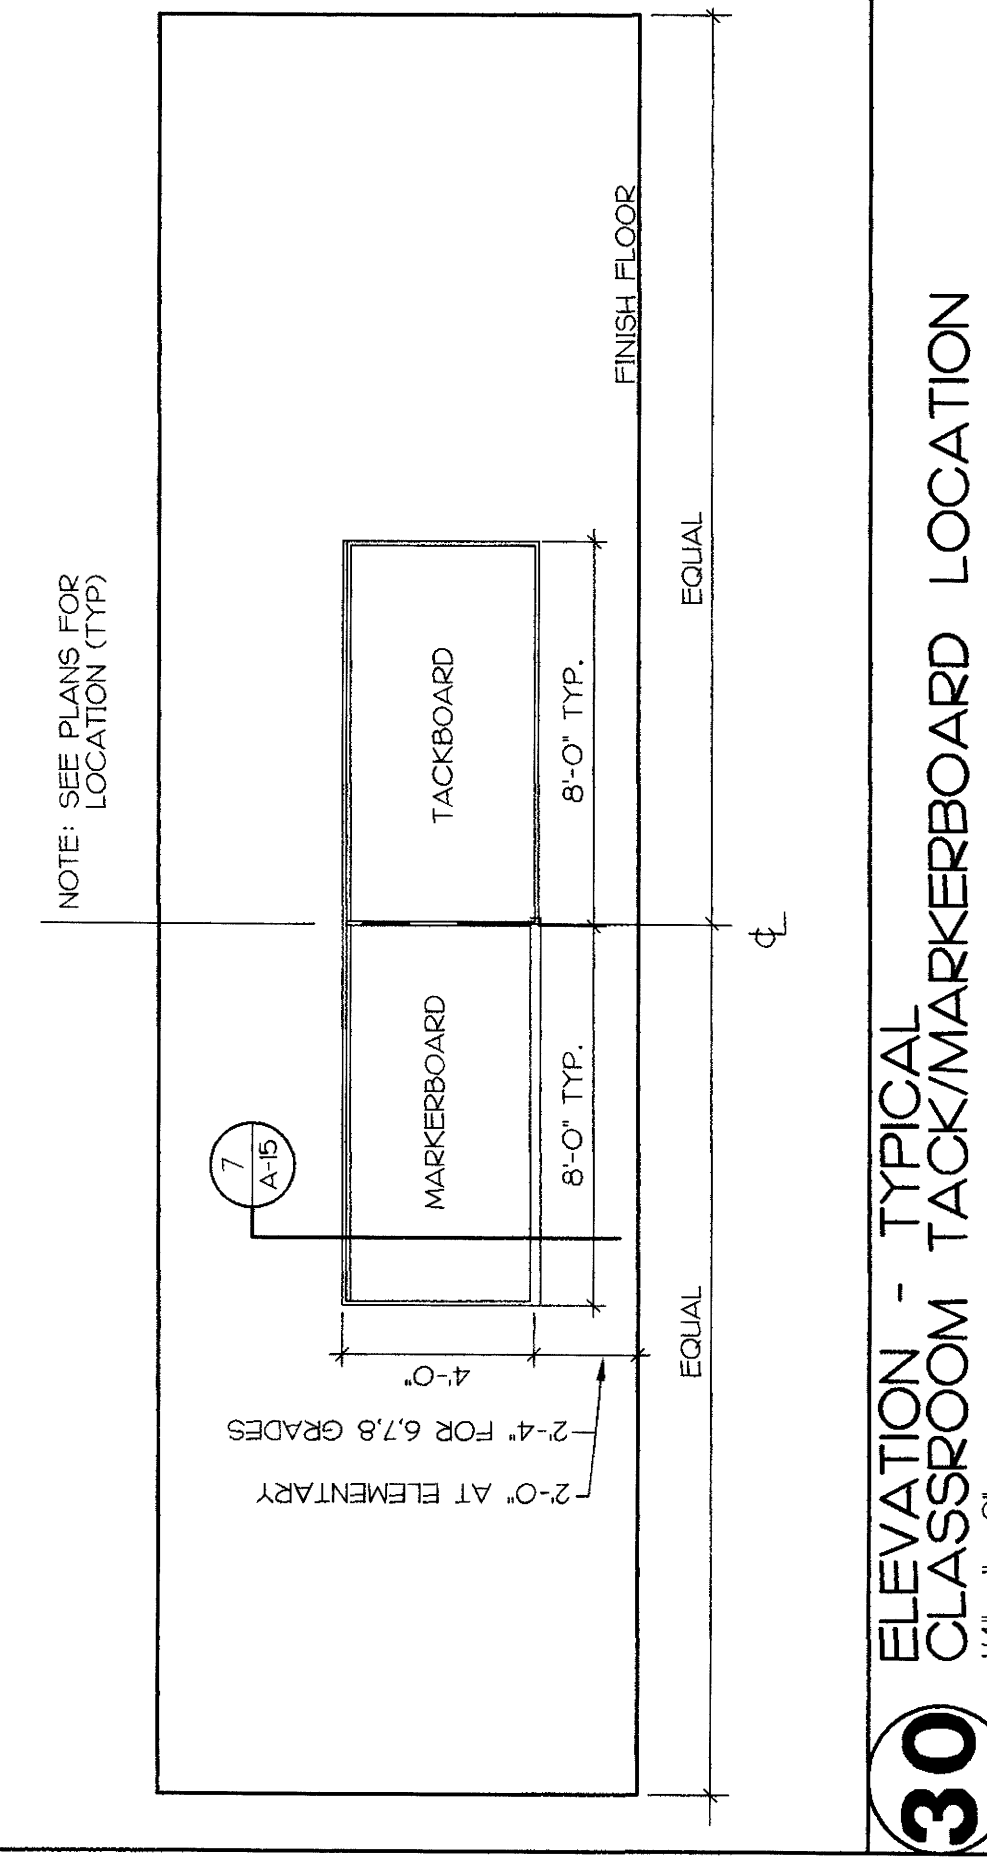 NOTE: SEE PLANS FOR
LOCATION (TYP)
7
A-15
MARKERBOARD
TACKBOARD
4'-0"
2'-4" FOR 6,7,8 GRADES
2'-0" AT ELEMENTARY
8'-0" TYP.
8'-0" TYP.
FINISH FLOOR
EQUAL
EQUAL
℄
30
ELEVATION - TYPICAL
CLASSROOM TACK/MARKERBOARD LOCATION